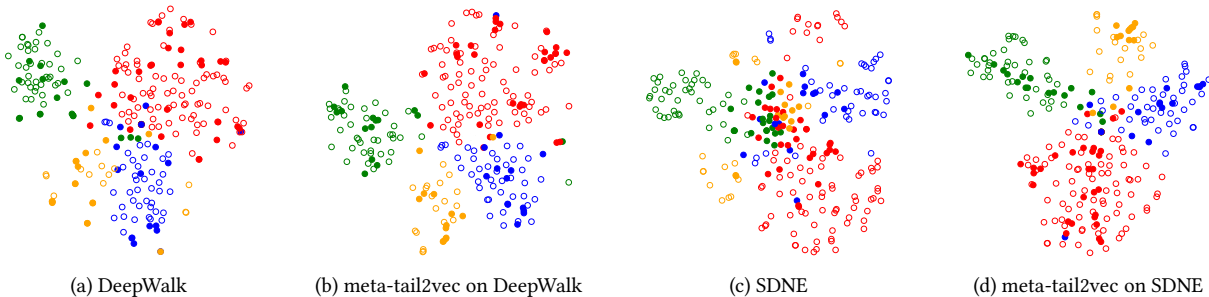 (a) DeepWalk
(b) meta-tail2vec on DeepWalk
(c) SDNE
(d) meta-tail2vec on SDNE